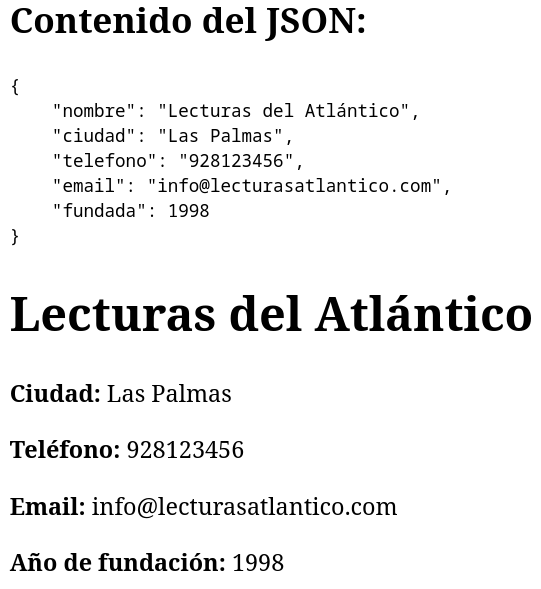 Contenido del JSON:
{
    "nombre": "Lecturas del Atlántico",
    "ciudad": "Las Palmas",
    "telefono": "928123456",
    "email": "info@lecturasatlantico.com",
    "fundada": 1998
}
Lecturas del Atlántico
Ciudad: Las Palmas
Teléfono: 928123456
Email: info@lecturasatlantico.com
Año de fundación: 1998